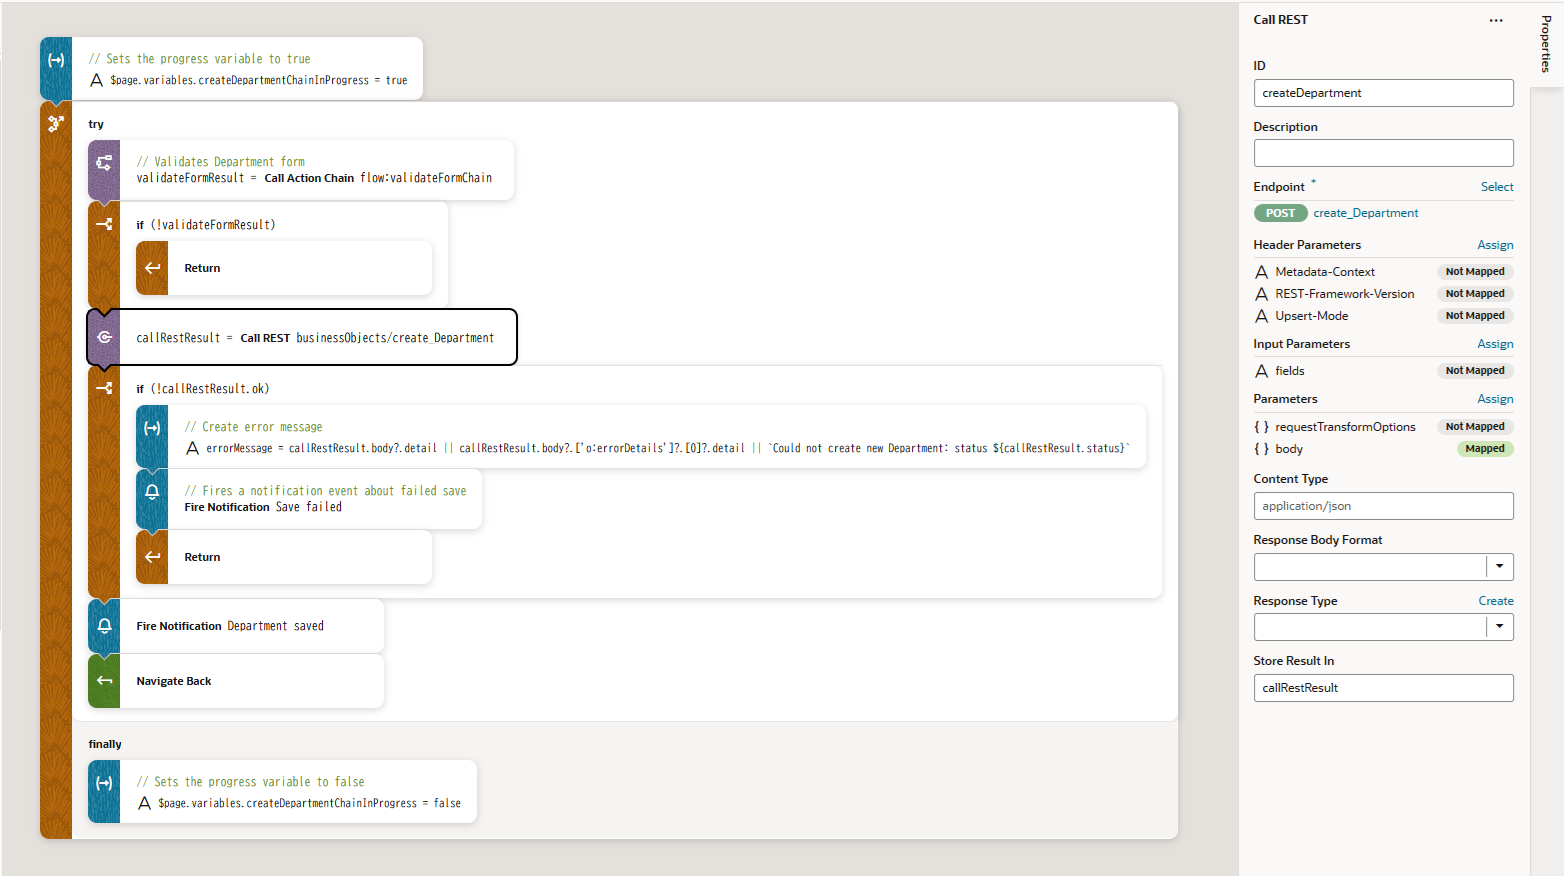 // Sets the progress variable to true
A $page.variables.createDepartmentChainInProgress = true
try
// Validates Department form
validateFormResult = Call Action Chain flow:validateFormChain
if (!validateFormResult)
Return
callRestResult = Call REST businessObjects/create_Department
if (!callRestResult.ok)
// Create error message
A errorMessage = callRestResult.body?.detail || callRestResult.body?.['o:errorDetails']?.[0]?.detail || `Could not create new Department: status ${callRestResult.status}`
// Fires a notification event about failed save
Fire Notification Save failed
Return
Fire Notification Department saved
Navigate Back
finally
// Sets the progress variable to false
A $page.variables.createDepartmentChainInProgress = false
Call REST ...
Properties
ID
createDepartment
Description
Endpoint * Select
POST create_Department
Header Parameters Assign
A Metadata-Context Not Mapped
A REST-Framework-Version Not Mapped
A Upsert-Mode Not Mapped
Input Parameters Assign
A fields Not Mapped
Parameters Assign
{ } requestTransformOptions Not Mapped
{ } body Mapped
Content Type
application/json
Response Body Format
Response Type Create
Store Result In
callRestResult